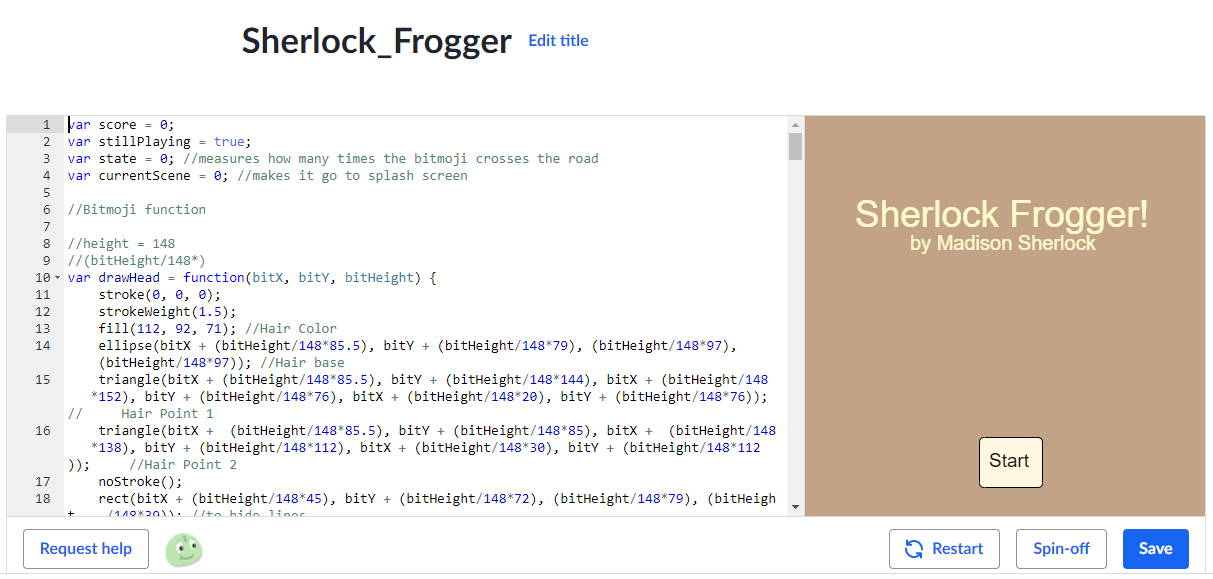 Sherlock_Frogger Edit title
1 var score = 0;
2 var stillPlaying = true;
3 var state = 0; //measures how many times the bitmoji crosses the road
4 var currentScene = 0; //makes it go to splash screen
5
6 //Bitmoji function
7
8 //height = 148
9 //(bitHeight/148*)
10 var drawHead = function(bitX, bitY, bitHeight) {
11 stroke(0, 0, 0);
12 strokeWeight(1.5);
13 fill(112, 92, 71); //Hair Color
14 ellipse(bitX + (bitHeight/148*85.5), bitY + (bitHeight/148*79), (bitHeight/148*97),
(bitHeight/148*97)); //Hair base
15 triangle(bitX + (bitHeight/148*85.5), bitY + (bitHeight/148*144), bitX + (bitHeight/148
*152), bitY + (bitHeight/148*76), bitX + (bitHeight/148*20), bitY + (bitHeight/148*76));
// Hair Point 1
16 triangle(bitX + (bitHeight/148*85.5), bitY + (bitHeight/148*85), bitX + (bitHeight/148
*138), bitY + (bitHeight/148*112), bitX + (bitHeight/148*30), bitY + (bitHeight/148*112
)); //Hair Point 2
17 noStroke();
18 rect(bitX + (bitHeight/148*45), bitY + (bitHeight/148*72), (bitHeight/148*79), (bitHeigh
t /148*39)); //to hide lines
Sherlock Frogger!
by Madison Sherlock
Start
Request help
Restart
Spin-off
Save